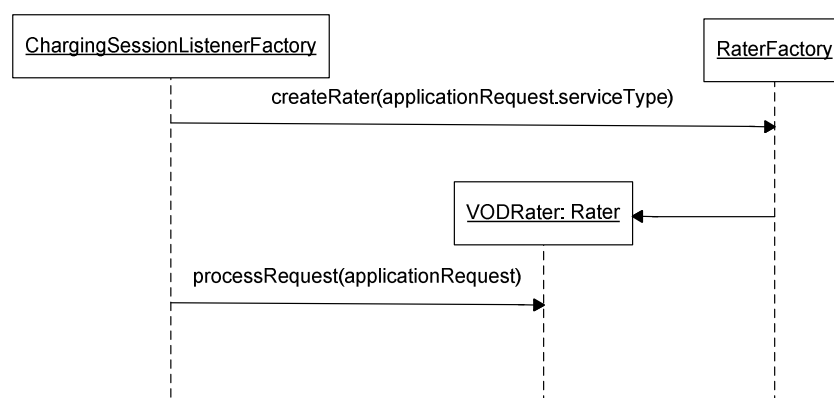 ChargingSessionListenerFactory
RaterFactory
createRater(applicationRequest.serviceType)
VODRater: Rater
processRequest(applicationRequest)